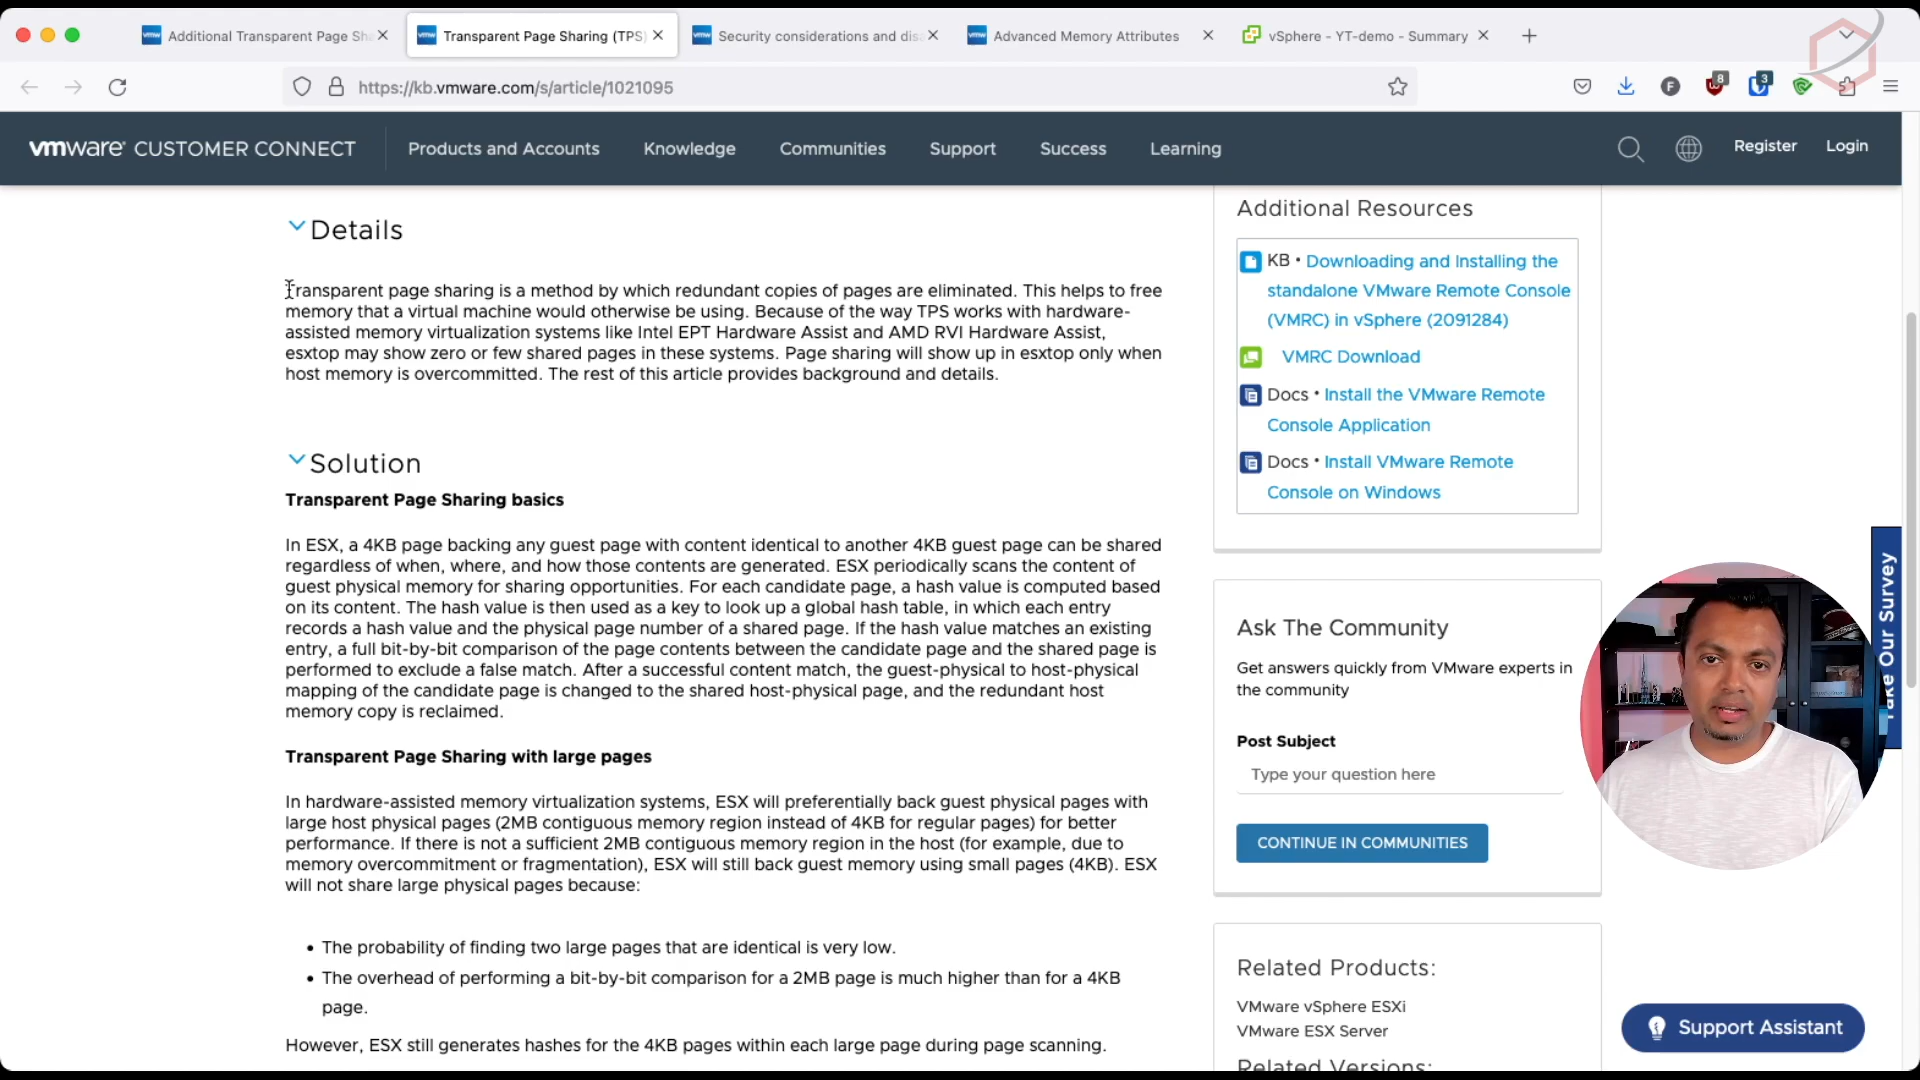 Additional Transparent Page Sha
Transparent Page Sharing (TPS)
Security considerations and disa
Advanced Memory Attributes
vSphere - YT-demo - Summary
https://kb.vmware.com/s/article/1021095
8
3
vmware® CUSTOMER CONNECT
Products and Accounts
Knowledge
Communities
Support
Success
Learning
Register
Login
Details
Transparent page sharing is a method by which redundant copies of pages are eliminated. This helps to free
memory that a virtual machine would otherwise be using. Because of the way TPS works with hardware-
assisted memory virtualization systems like Intel EPT Hardware Assist and AMD RVI Hardware Assist,
esxtop may show zero or few shared pages in these systems. Page sharing will show up in esxtop only when
host memory is overcommitted. The rest of this article provides background and details.
Solution
Transparent Page Sharing basics
In ESX, a 4KB page backing any guest page with content identical to another 4KB guest page can be shared
regardless of when, where, and how those contents are generated. ESX periodically scans the content of
guest physical memory for sharing opportunities. For each candidate page, a hash value is computed based
on its content. The hash value is then used as a key to look up a global hash table, in which each entry
records a hash value and the physical page number of a shared page. If the hash value matches an existing
entry, a full bit-by-bit comparison of the page contents between the candidate page and the shared page is
performed to exclude a false match. After a successful content match, the guest-physical to host-physical
mapping of the candidate page is changed to the shared host-physical page, and the redundant host
memory copy is reclaimed.
Transparent Page Sharing with large pages
In hardware-assisted memory virtualization systems, ESX will preferentially back guest physical pages with
large host physical pages (2MB contiguous memory region instead of 4KB for regular pages) for better
performance. If there is not a sufficient 2MB contiguous memory region in the host (for example, due to
memory overcommitment or fragmentation), ESX will still back guest memory using small pages (4KB). ESX
will not share large physical pages because:
• The probability of finding two large pages that are identical is very low.
• The overhead of performing a bit-by-bit comparison for a 2MB page is much higher than for a 4KB
page.
However, ESX still generates hashes for the 4KB pages within each large page during page scanning.
Additional Resources
KB • Downloading and Installing the
standalone VMware Remote Console
(VMRC) in vSphere (2091284)
VMRC Download
Docs • Install the VMware Remote
Console Application
Docs • Install VMware Remote
Console on Windows
Ask The Community
Get answers quickly from VMware experts in
the community
Post Subject
Type your question here
CONTINUE IN COMMUNITIES
Related Products:
VMware vSphere ESXi
VMware ESX Server
Related Versions:
Take Our Survey
Support Assistant